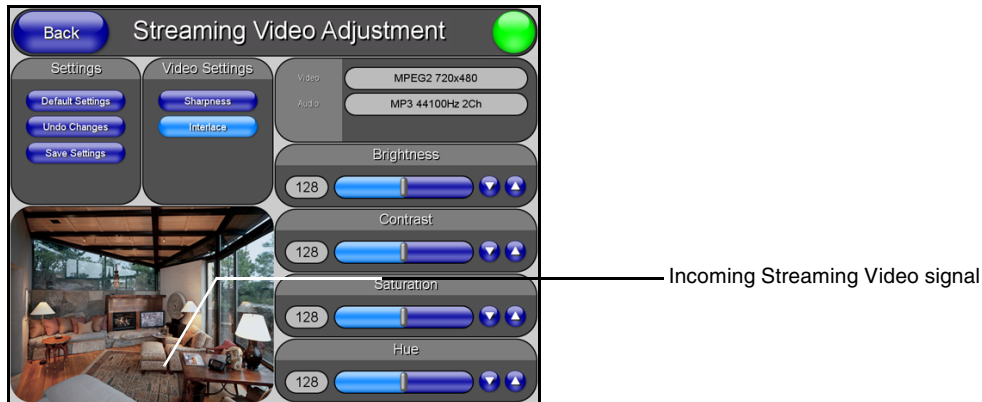 Back
Streaming Video Adjustment
Settings
Default Settings
Undo Changes
Save Settings
Video Settings
Sharpness
Interlace
Video
MPEG2 720x480
Audio
MP3 44100Hz 2Ch
Brightness
128
Contrast
128
Saturation
128
Hue
128
Incoming Streaming Video signal